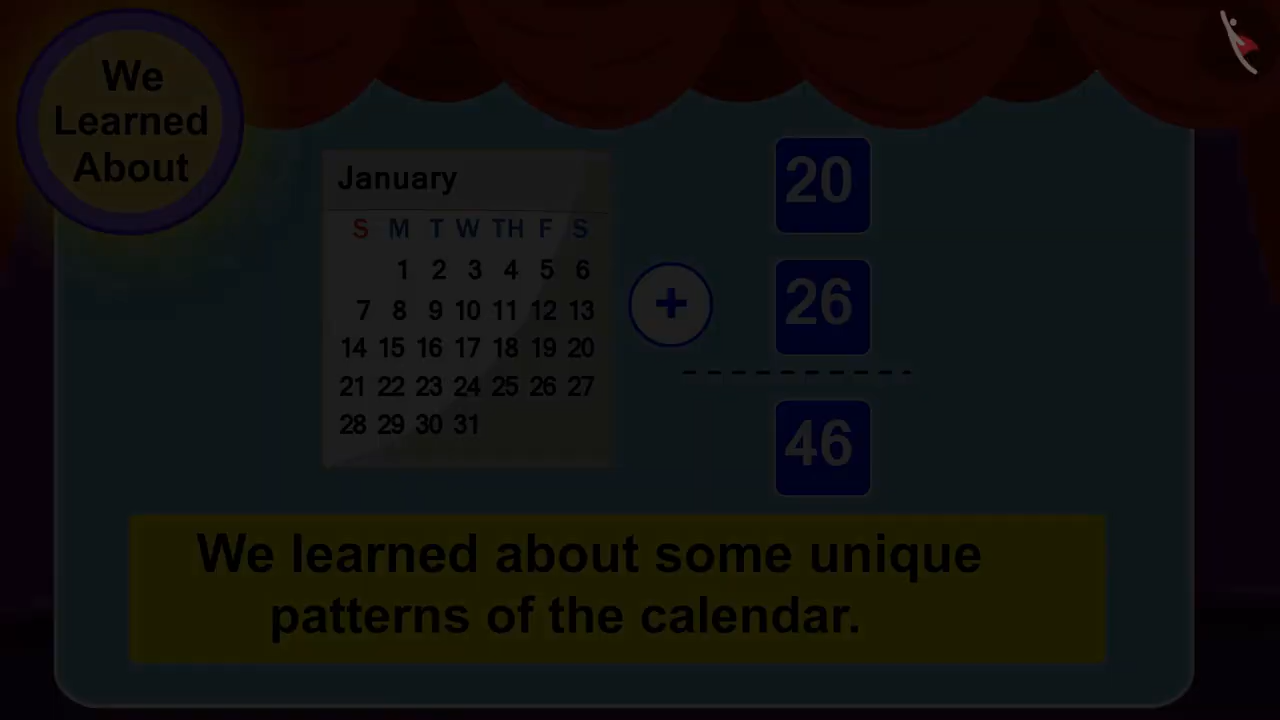 We
Learned
About
January
S M T W TH F S
1 2 3 4 5 6
7 8 9 10 11 12 13
14 15 16 17 18 19 20
21 22 23 24 25 26 27
28 29 30 31
20
+ 26
46
We learned about some unique
patterns of the calendar.